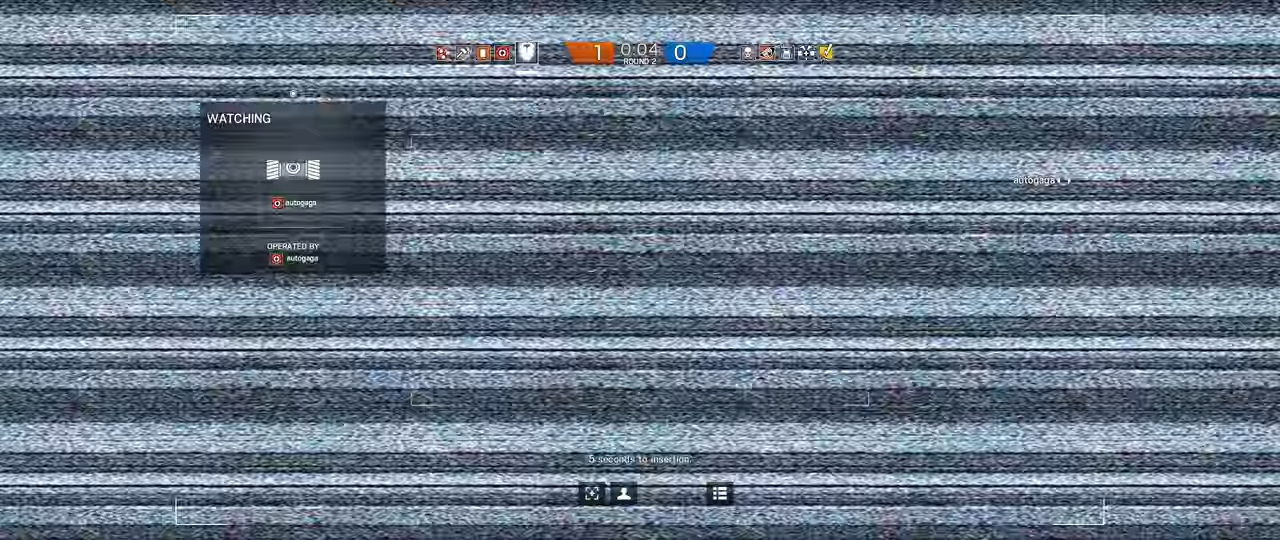 1 0:04 0
ROUND 2
WATCHING
autogaga
OPERATED BY
autogaga
autogaga
5 seconds to insertion.